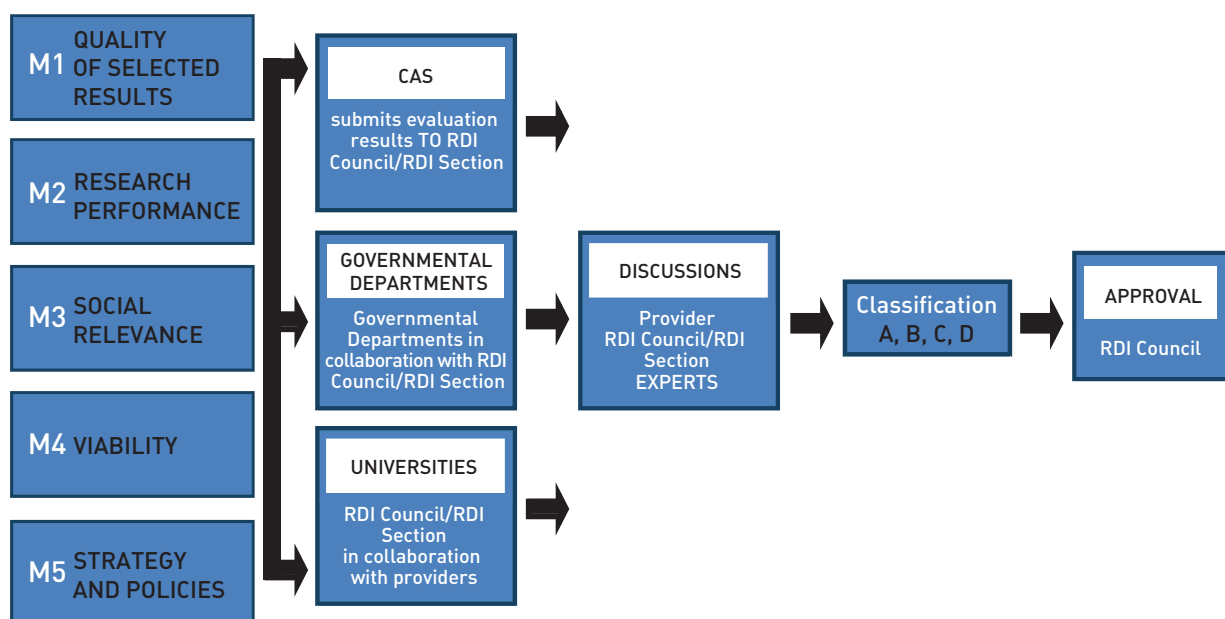 M1 QUALITY
OF SELECTED
RESULTS
M2 RESEARCH
PERFORMANCE
M3 SOCIAL
RELEVANCE
M4 VIABILITY
M5 STRATEGY
AND POLICIES
CAS
submits evaluation
results TO RDI
Council/RDI Section
GOVERNMENTAL
DEPARTMENTS
Governmental
Departments in
collaboration with RDI
Council/RDI Section
UNIVERSITIES
RDI Council/RDI
Section
in collaboration
with providers
DISCUSSIONS
Provider
RDI Council/RDI
Section
EXPERTS
Classification
A, B, C, D
APPROVAL
RDI Council